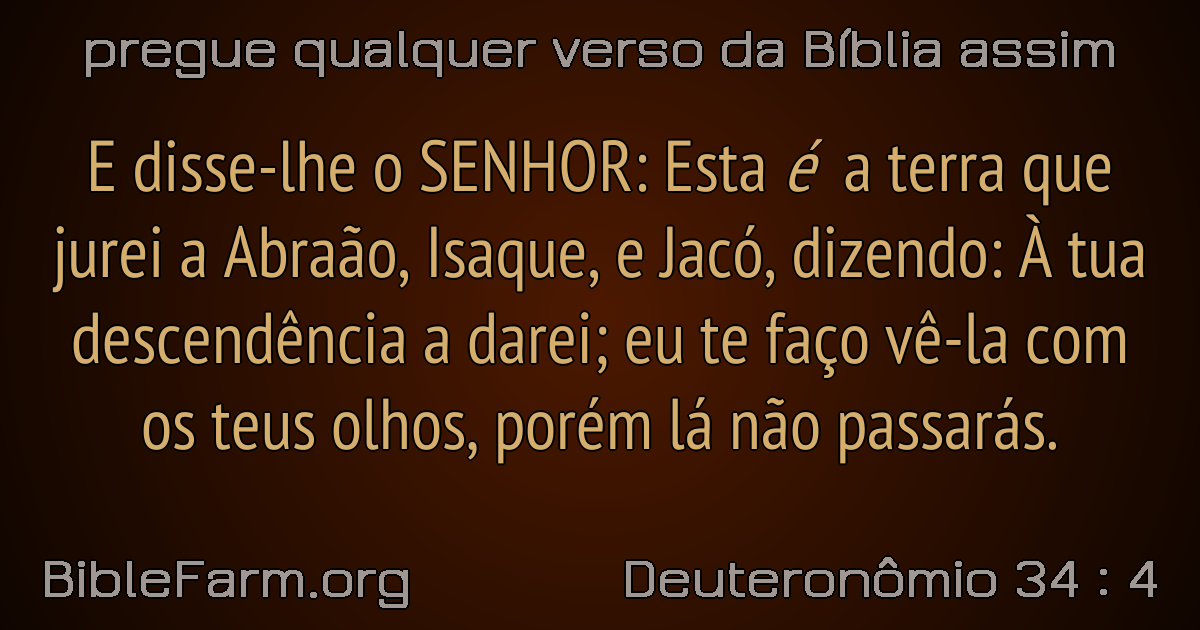 pregue qualquer verso da Bíblia assim
E disse-lhe o SENHOR: Esta é a terra que
jurei a Abraão, Isaque, e Jacó, dizendo: À tua
descendência a darei; eu te faço vê-la com
os teus olhos, porém lá não passarás.
BibleFarm.org
Deuteronômio 34 : 4